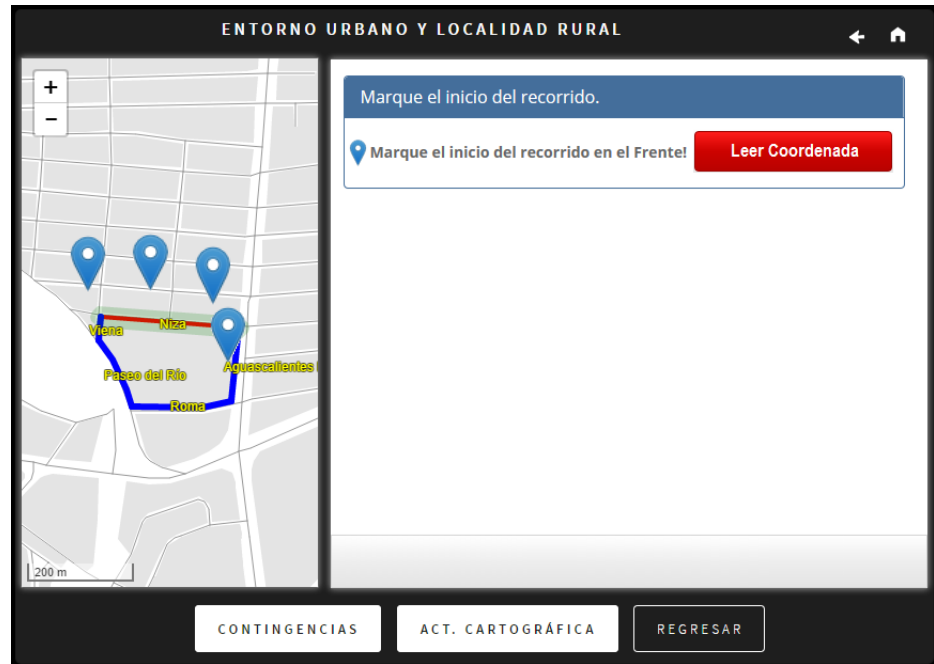 ENTORNO URBANO Y LOCALIDAD RURAL
+
−
Marque el inicio del recorrido.
Marque el inicio del recorrido en el Frente!
Leer Coordenada
Viena
Niza
Paseo del Río
Aguascalientes
Roma
200 m
CONTINGENCIAS
ACT. CARTOGRÁFICA
REGRESAR